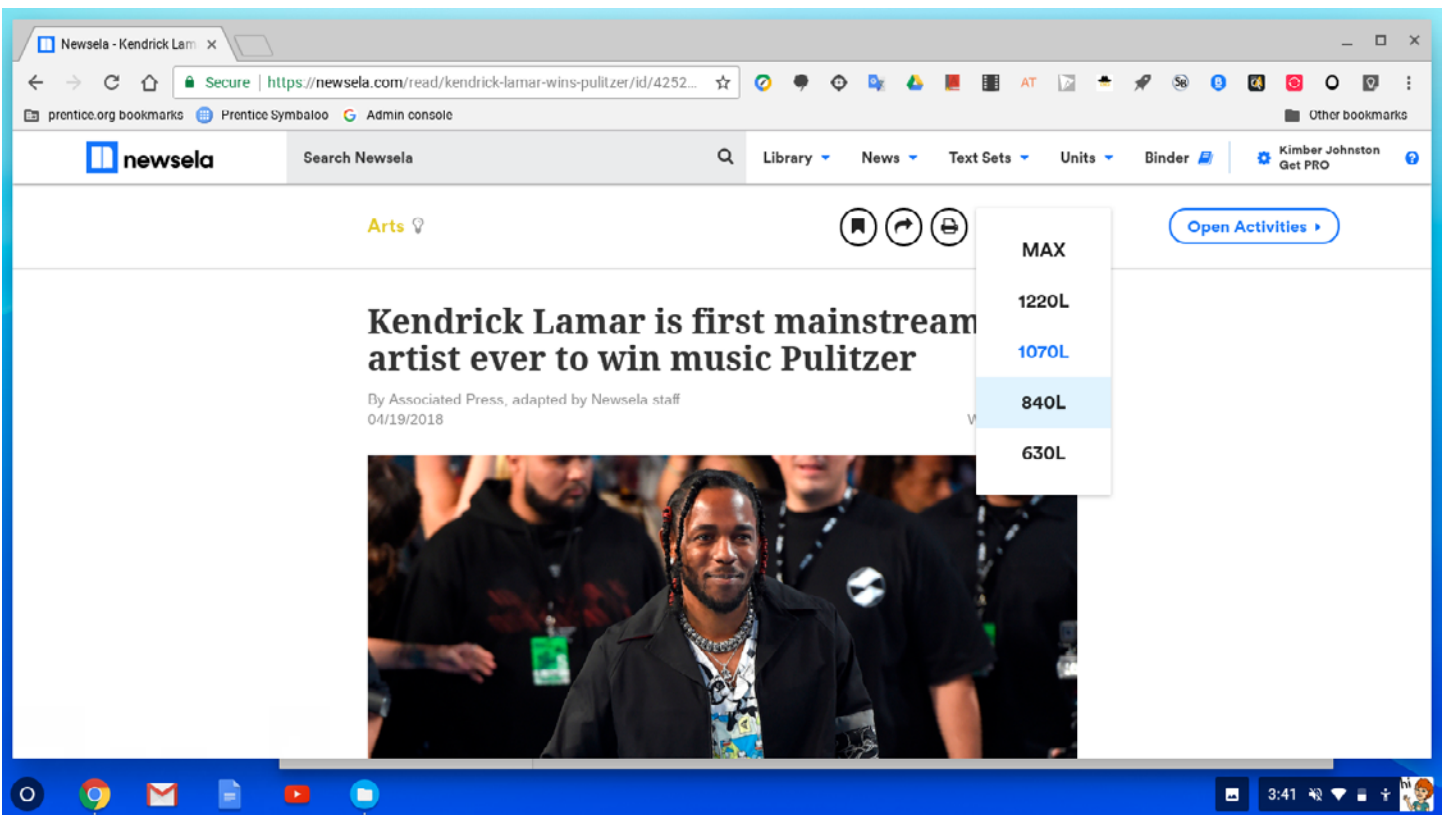 Newsela - Kendrick Lam
Secure | https://newsela.com/read/kendrick-lamar-wins-pulitzer/id/4252...
AT
SR
prentice.org bookmarks Prentice Symbaloo Admin console Other bookmarks
newsela Search Newsela Library News Text Sets Units Binder Kimber Johnston
Get PRO
Arts
Open Activities
MAX
1220L
1070L
840L
630L
Kendrick Lamar is first mainstream
artist ever to win music Pulitzer
By Associated Press, adapted by Newsela staff
04/19/2018
W
3:41
hi